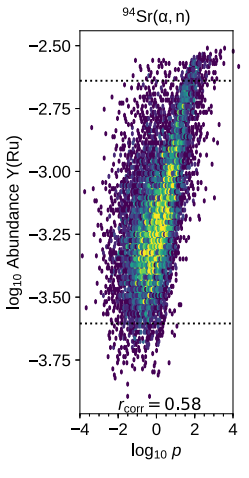 ⁹⁴Sr(α, n)
log₁₀ Abundance Y(Ru)
−2.50
−2.75
−3.00
−3.25
−3.50
−3.75
r_corr = 0.58
−4 −2 0 2 4
log₁₀ p